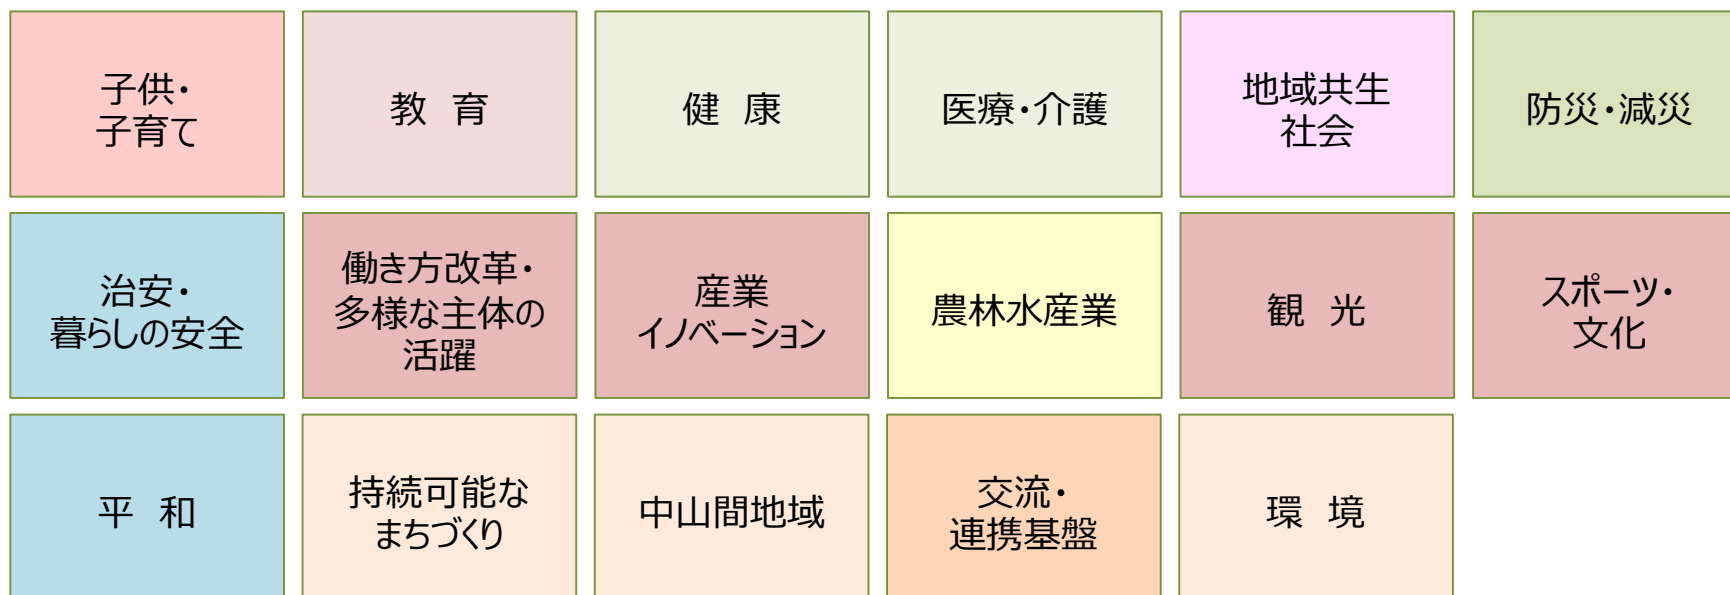 子供・
子育て
教　育
健　康
医療・介護
地域共生
社会
防災・減災
治安・
暮らしの安全
働き方改革・
多様な主体の
活躍
産業
イノベーション
農林水産業
観　光
スポーツ・
文化
平　和
持続可能な
まちづくり
中山間地域
交流・
連携基盤
環　境